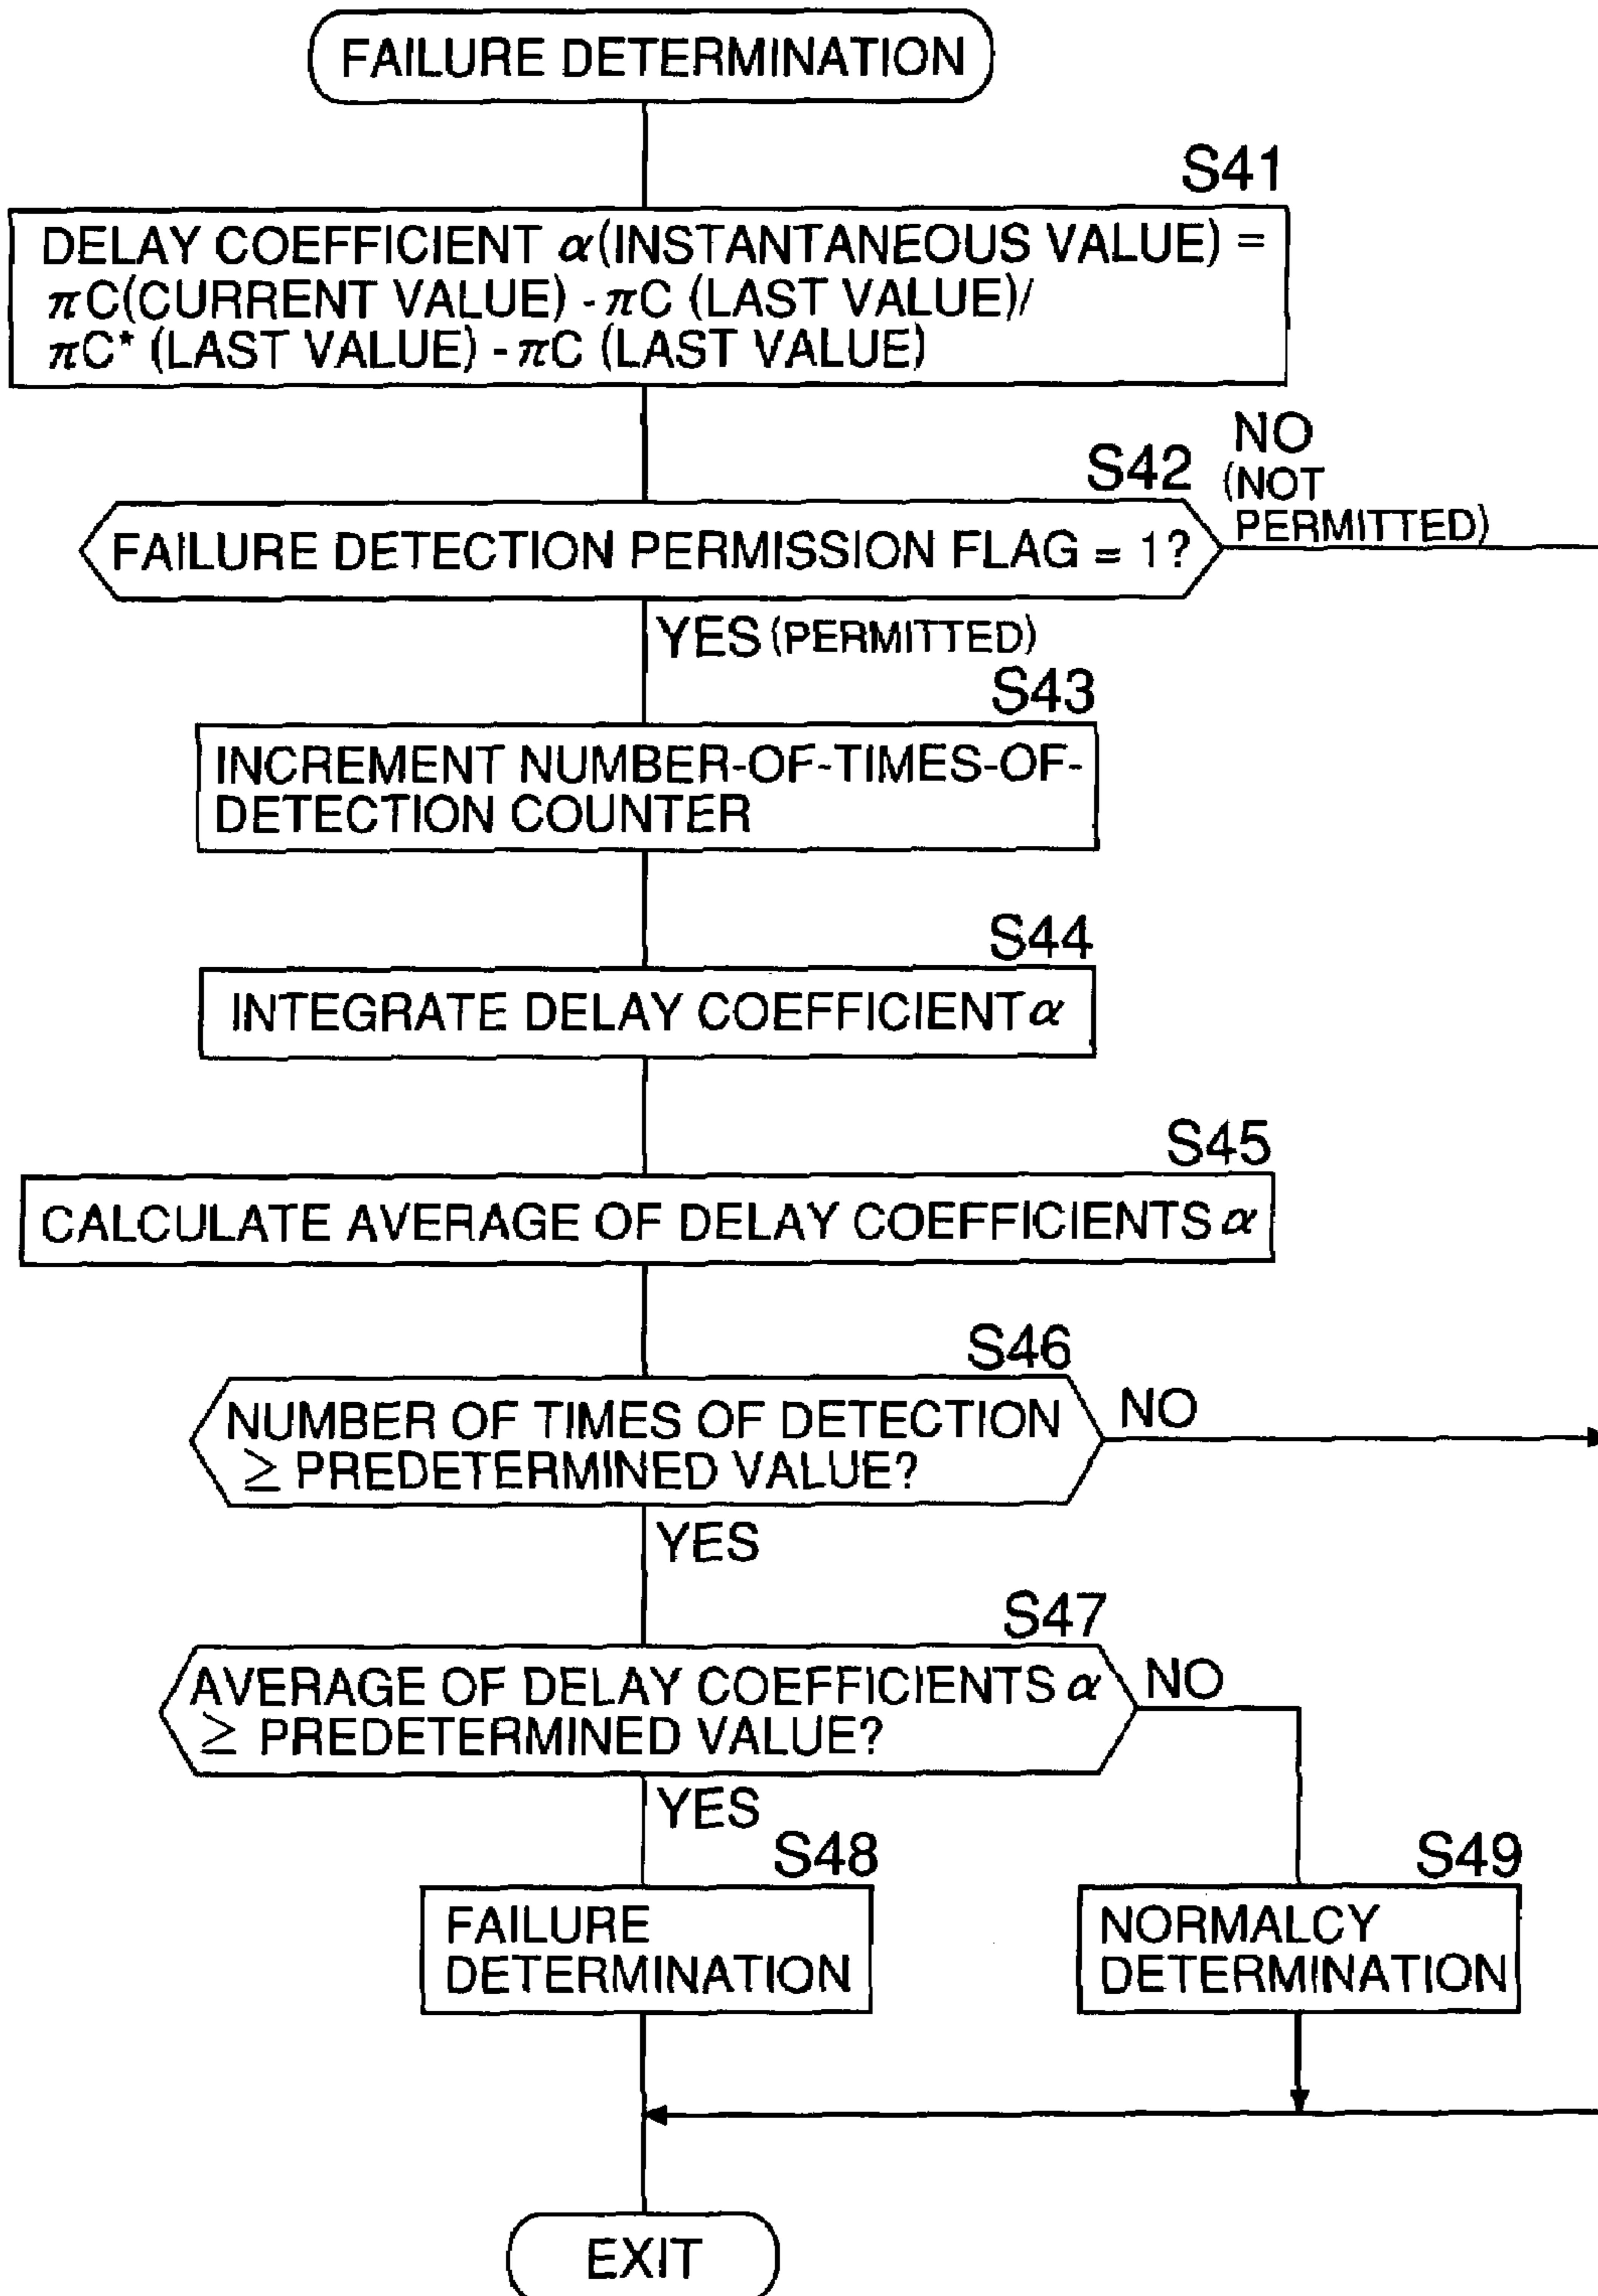 FAILURE DETERMINATION
S41
DELAY COEFFICIENT α(INSTANTANEOUS VALUE) =
πC(CURRENT VALUE) - πC (LAST VALUE)/
πC* (LAST VALUE) - πC (LAST VALUE)
S42
NO
(NOT
PERMITTED)
FAILURE DETECTION PERMISSION FLAG = 1?
YES (PERMITTED)
S43
INCREMENT NUMBER-OF-TIMES-OF-
DETECTION COUNTER
S44
INTEGRATE DELAY COEFFICIENT α
S45
CALCULATE AVERAGE OF DELAY COEFFICIENTS α
S46
NUMBER OF TIMES OF DETECTION
≥ PREDETERMINED VALUE?
NO
YES
S47
AVERAGE OF DELAY COEFFICIENTS α
≥ PREDETERMINED VALUE?
NO
YES
S48
FAILURE
DETERMINATION
S49
NORMALCY
DETERMINATION
EXIT